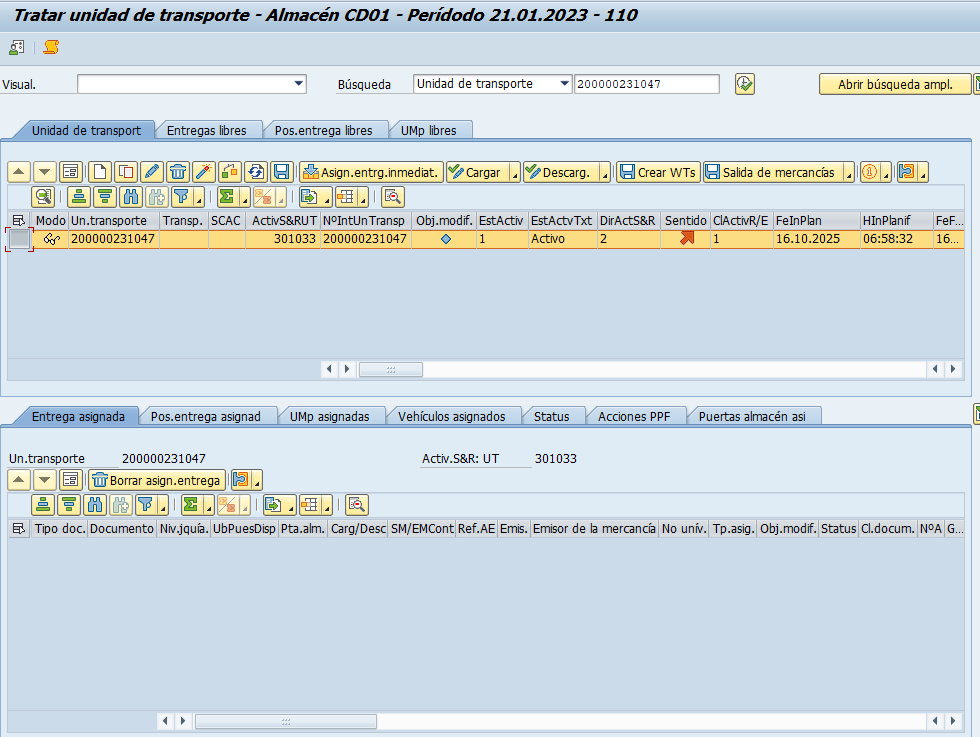 Tratar unidad de transporte - Almacén CD01 - Perídodo 21.01.2023 - 110
Visual. Búsqueda Unidad de transporte 200000231047 Abrir búsqueda ampl.
Unidad de transport Entregas libres Pos.entrega libres UMp libres
Asign.entrg.inmediat. Cargar Descarg. Crear WTs Salida de mercancías
Modo Un.transporte Transp. SCAC ActivS&RUT NºIntUnTransp Obj.modif. EstActiv EstActvTxt DirActS&R Sentido ClActivR/E FeInPlan HInPlanif FeF...
200000231047 301033 200000231047 1 Activo 2 1 16.10.2025 06:58:32 16...
Entrega asignada Pos.entrega asignad UMp asignadas Vehículos asignados Status Acciones PPF Puertas almacén asi
Un.transporte 200000231047 Activ.S&R: UT 301033
Borrar asign.entrega
Tipo doc. Documento Niv.jquía. UbPuesDisp Pta.alm. Carg/Desc SM/EMCont Ref.AE Emis. Emisor de la mercancía No unív. Tp.asig. Obj.modif. Status Cl.docum. NºA G...